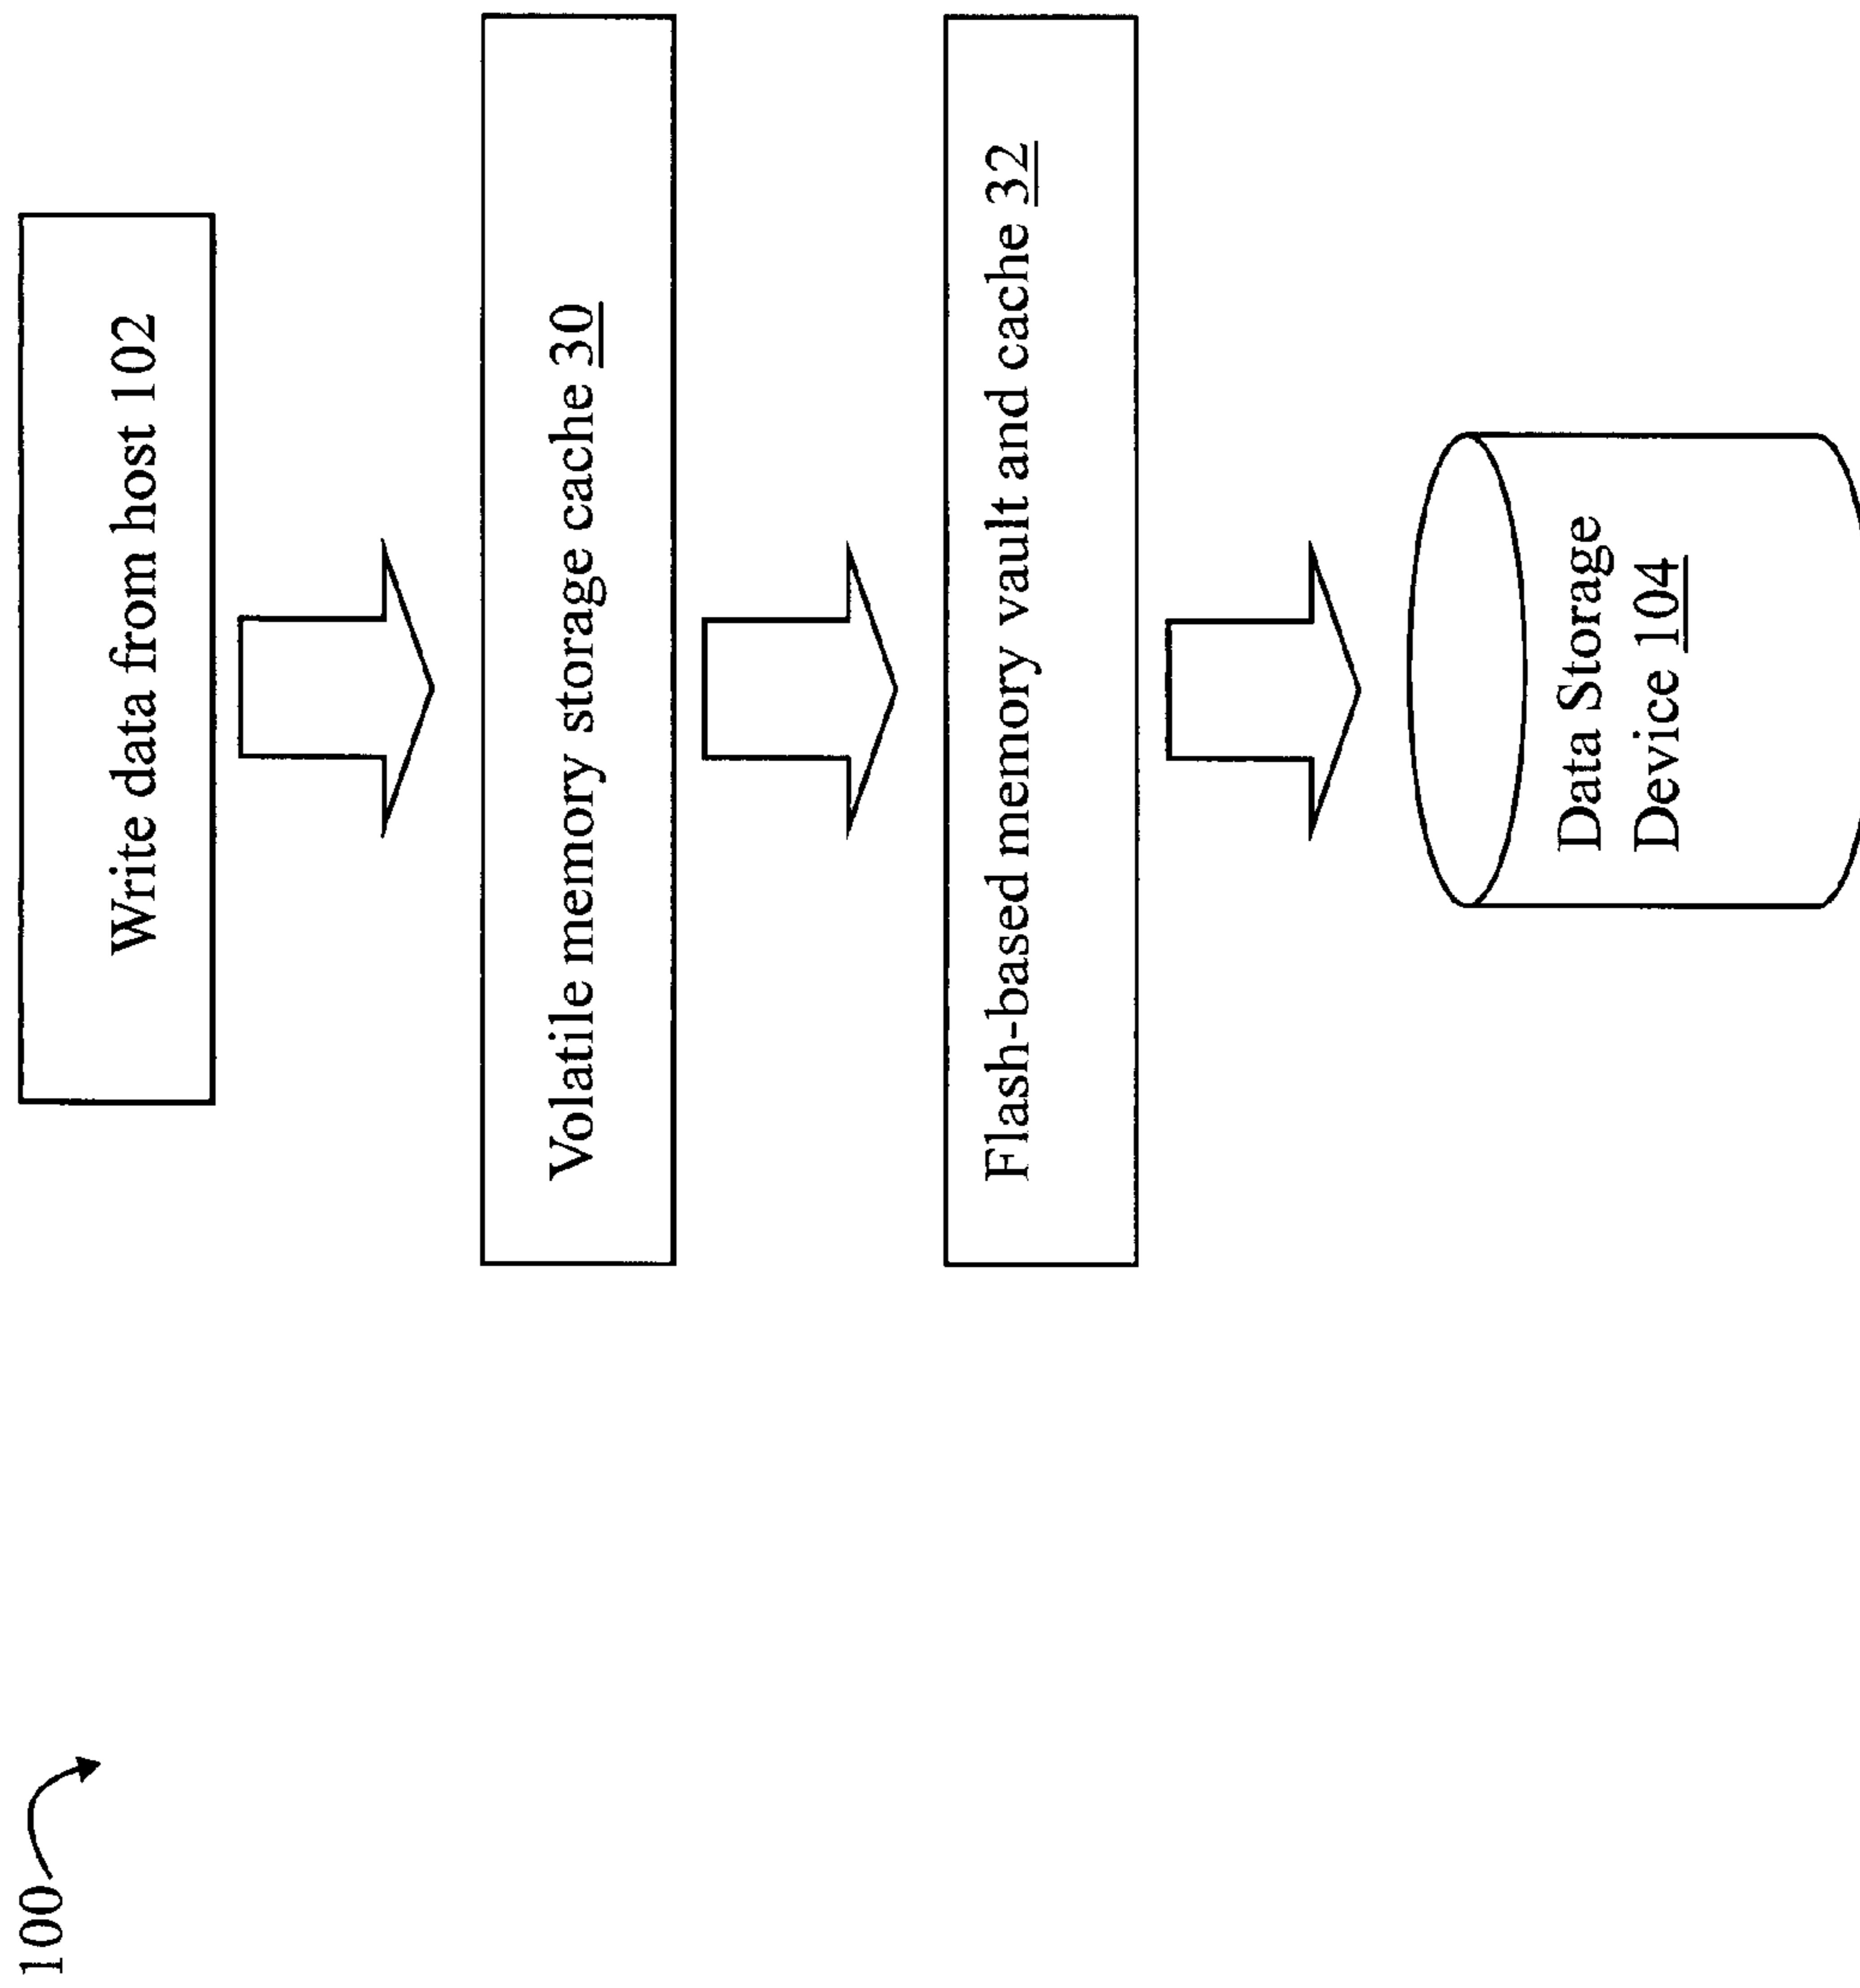 100
Write data from host 102
Volatile memory storage cache 30
Flash-based memory vault and cache 32
Data Storage
Device 104